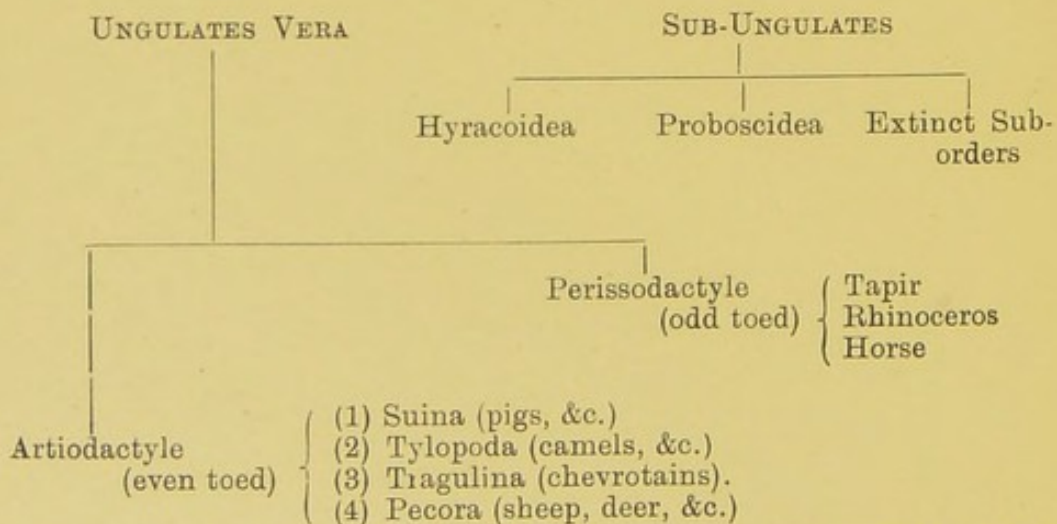 UNGULATES VERA
SUB-UNGULATES
Hyracoidea
Proboscidea
Extinct Sub-
orders
Perissodactyle
(odd toed)
Tapir
Rhinoceros
Horse
Artiodactyle
(even toed)
(1) Suina (pigs, &c.)
(2) Tylopoda (camels, &c.)
(3) Tragulina (chevrotains).
(4) Pecora (sheep, deer, &c.)